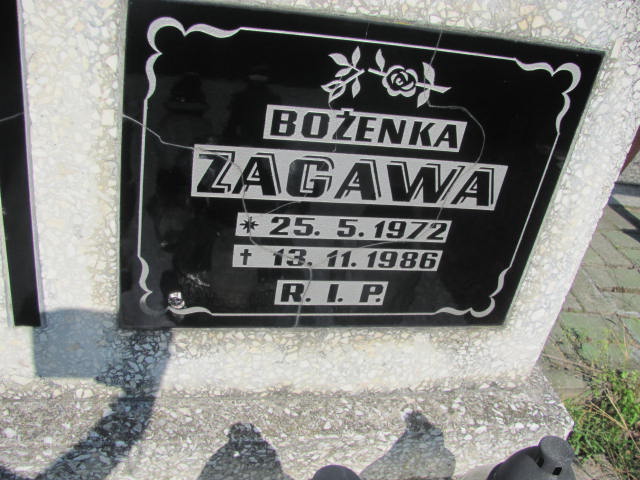 BOŻENKA
ZAGAWA
* 25. 5. 1972
† 13. 11. 1986
R. I. P.